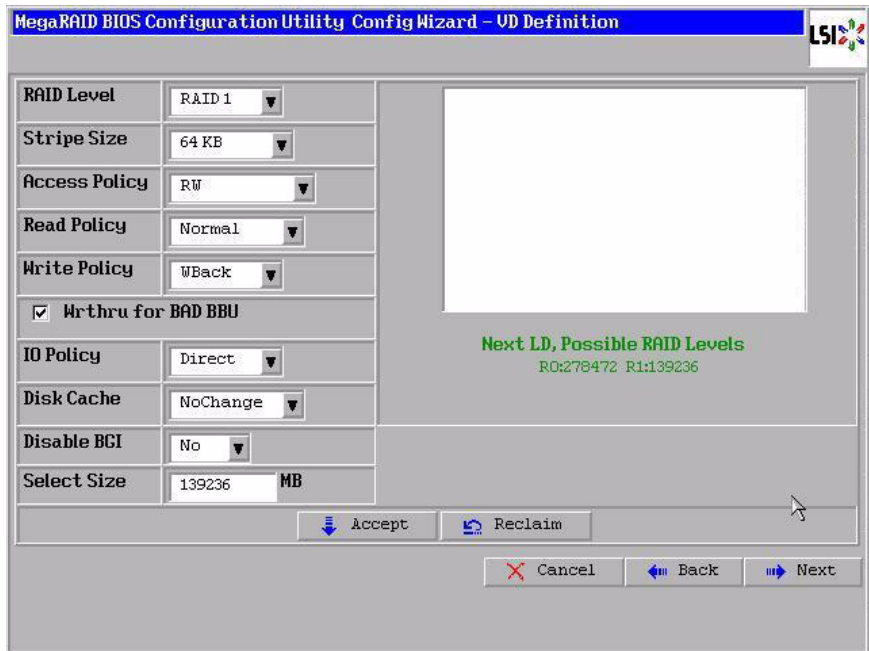 MegaRAID BIOS Configuration Utility Config Wizard - VD Definition
LSI
RAID Level
RAID 1
Stripe Size
64 KB
Access Policy
RW
Read Policy
Normal
Write Policy
WBack
Wrthru for BAD BBU
IO Policy
Direct
Disk Cache
NoChange
Disable BGI
No
Select Size
139236
MB
Next LD, Possible RAID Levels
R0:278472 R1:139236
Accept
Reclaim
Cancel
Back
Next